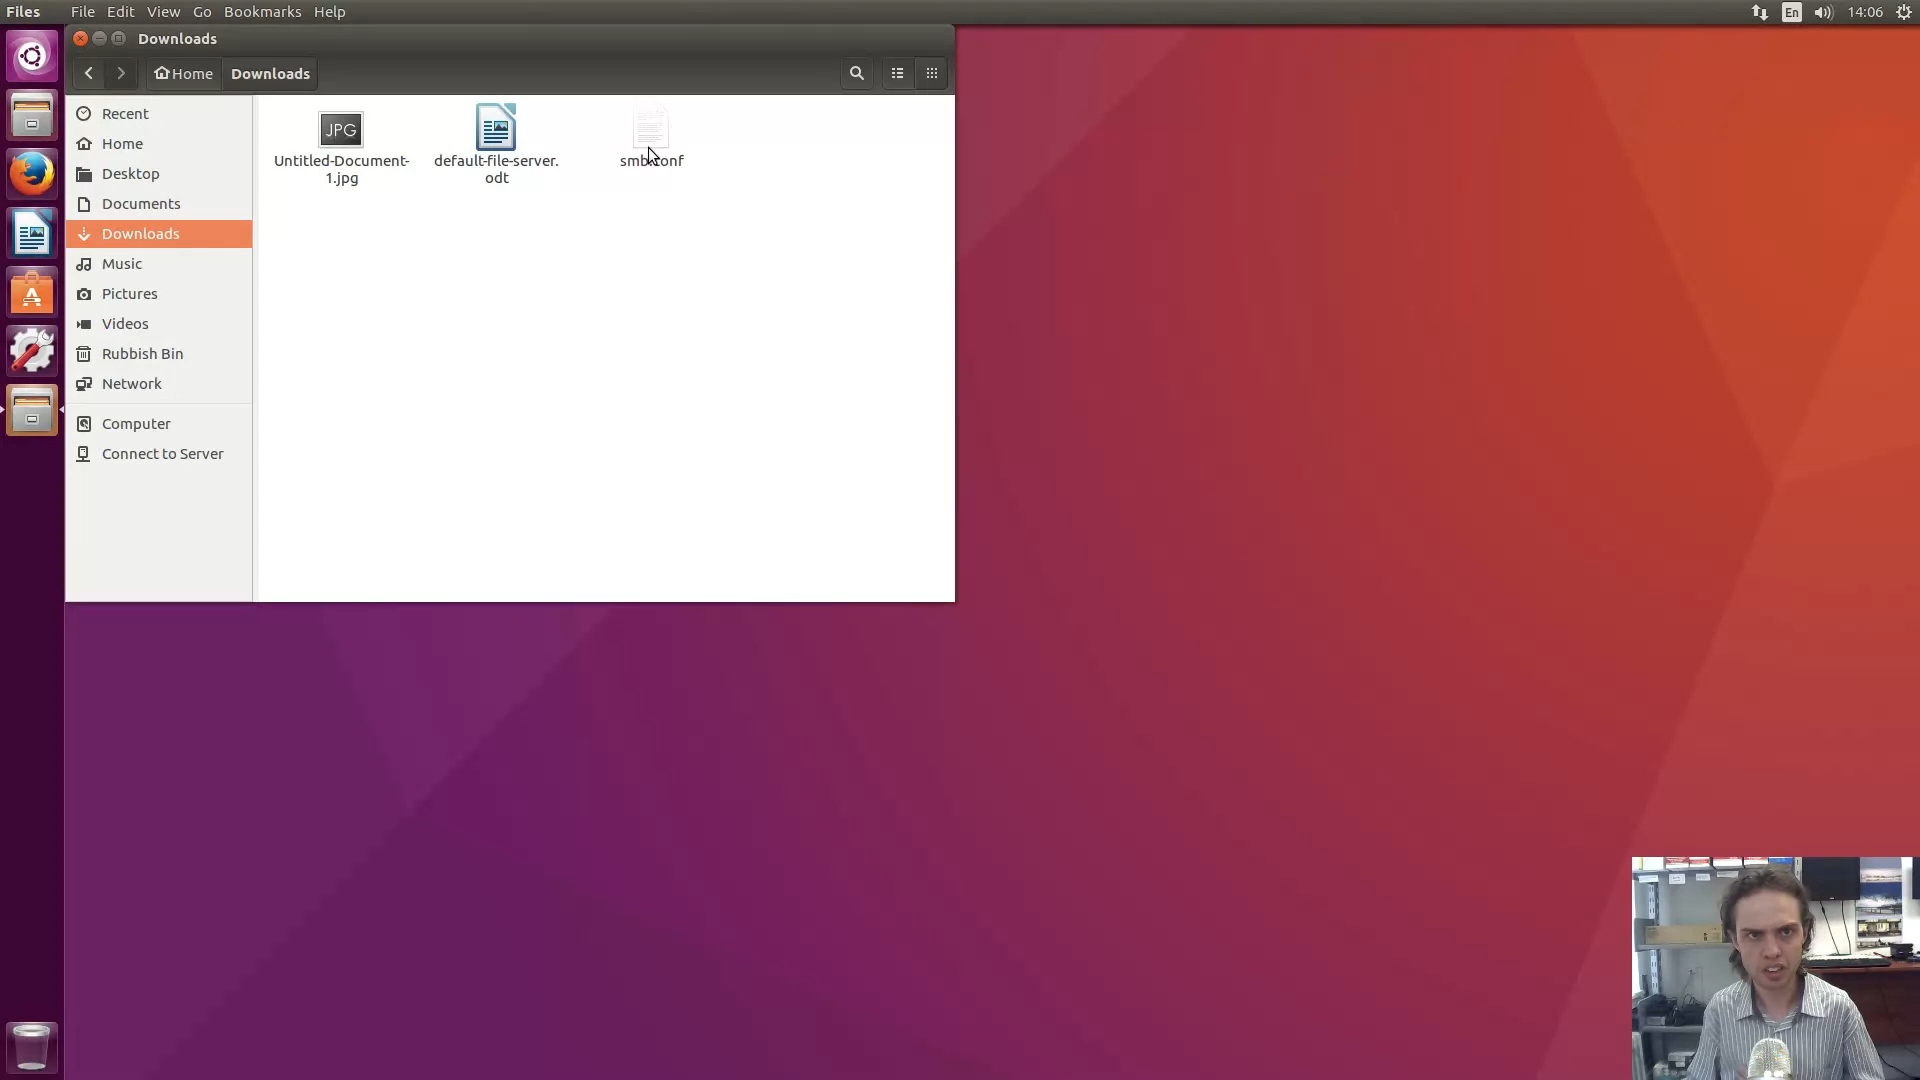 Files File Edit View Go Bookmarks Help En 14:06
Downloads
Home Downloads
Recent
Home
Desktop
Documents
Downloads
Music
Pictures
Videos
Rubbish Bin
Network
Computer
Connect to Server
JPG
Untitled-Document-
1.jpg
default-file-server.
odt
smb.conf